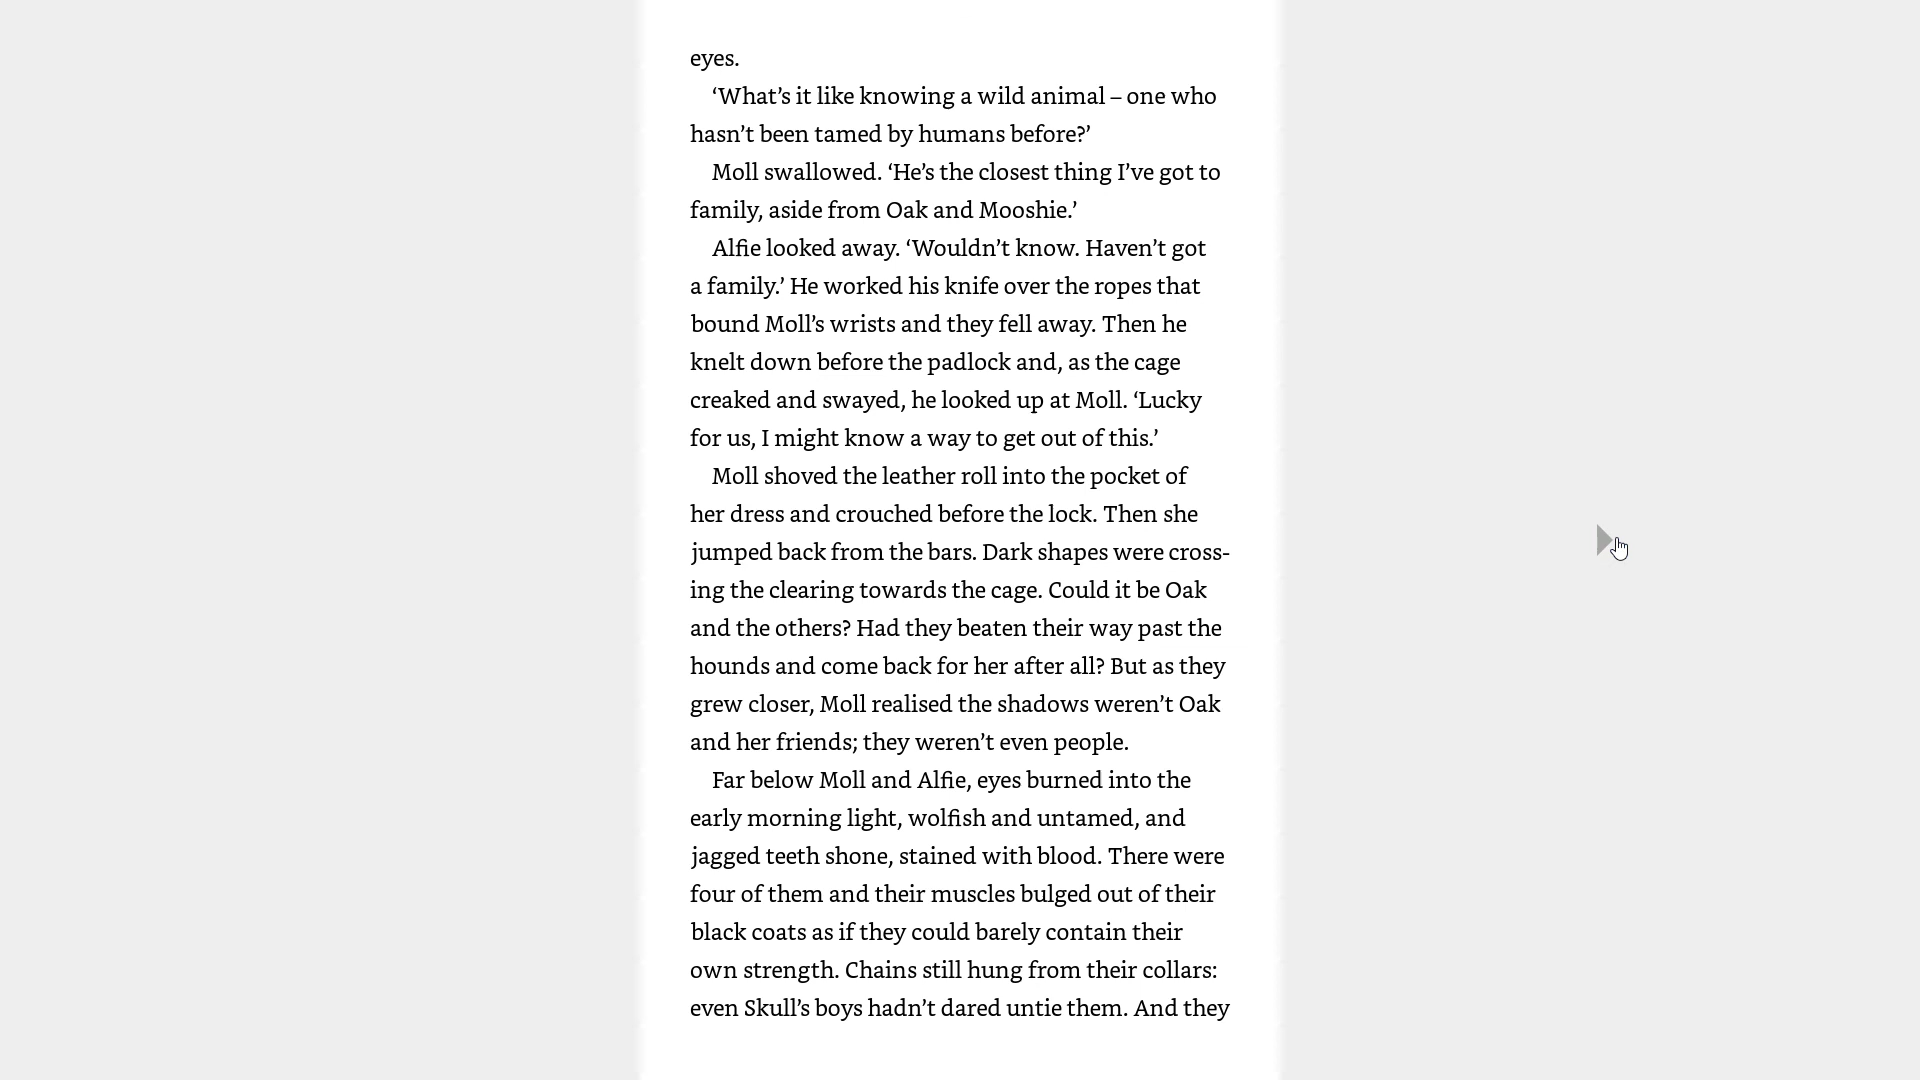 eyes.
‘What’s it like knowing a wild animal – one who
hasn’t been tamed by humans before?’
Moll swallowed. ‘He’s the closest thing I’ve got to
family, aside from Oak and Mooshie.’
Alfie looked away. ‘Wouldn’t know. Haven’t got
a family.’ He worked his knife over the ropes that
bound Moll’s wrists and they fell away. Then he
knelt down before the padlock and, as the cage
creaked and swayed, he looked up at Moll. ‘Lucky
for us, I might know a way to get out of this.’
Moll shoved the leather roll into the pocket of
her dress and crouched before the lock. Then she
jumped back from the bars. Dark shapes were cross-
ing the clearing towards the cage. Could it be Oak
and the others? Had they beaten their way past the
hounds and come back for her after all? But as they
grew closer, Moll realised the shadows weren’t Oak
and her friends; they weren’t even people.
Far below Moll and Alfie, eyes burned into the
early morning light, wolfish and untamed, and
jagged teeth shone, stained with blood. There were
four of them and their muscles bulged out of their
black coats as if they could barely contain their
own strength. Chains still hung from their collars:
even Skull’s boys hadn’t dared untie them. And they